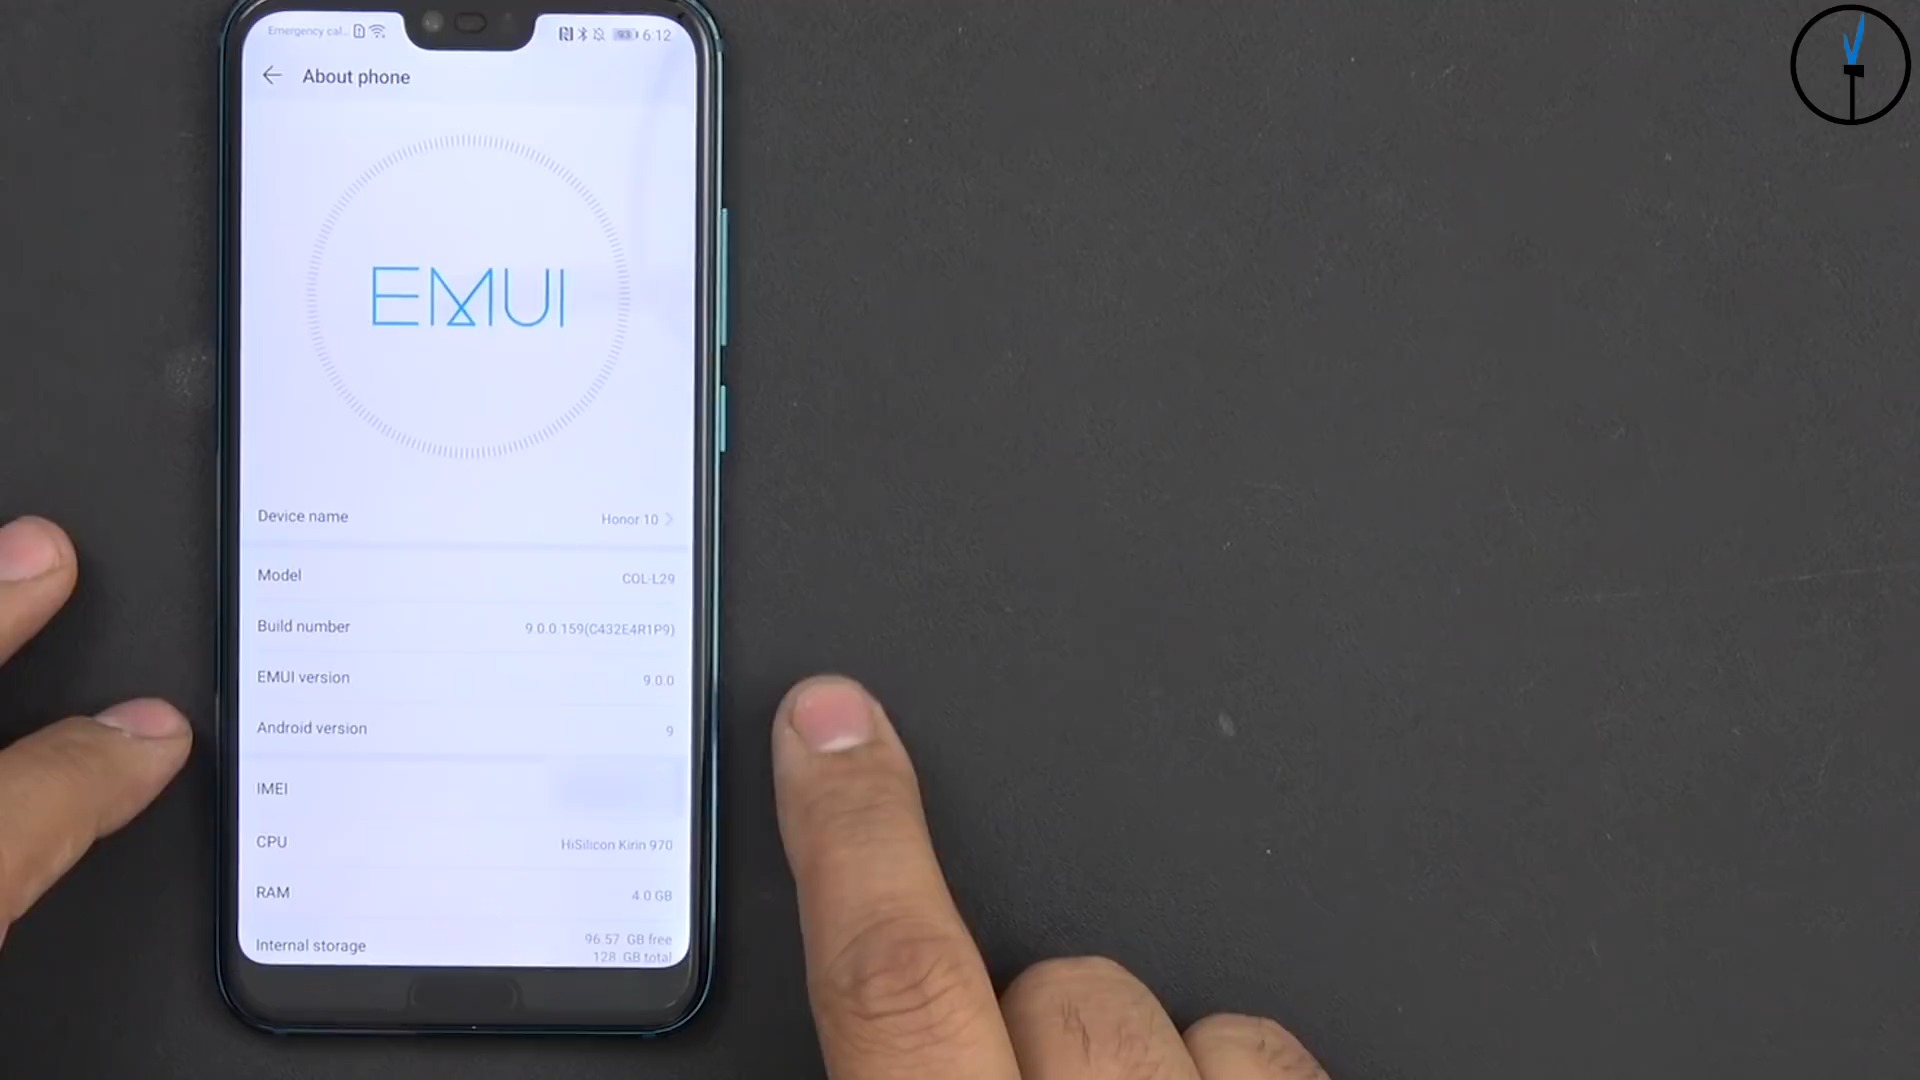 Emergency cal... 93 6:12
About phone
EMUI
Device name Honor 10
Model COL-L29
Build number 9.0.0.159(C432E4R1P9)
EMUI version 9.0.0
Android version 9
IMEI
CPU HiSilicon Kirin 970
RAM 4.0 GB
Internal storage 96.57 GB free
128 GB total